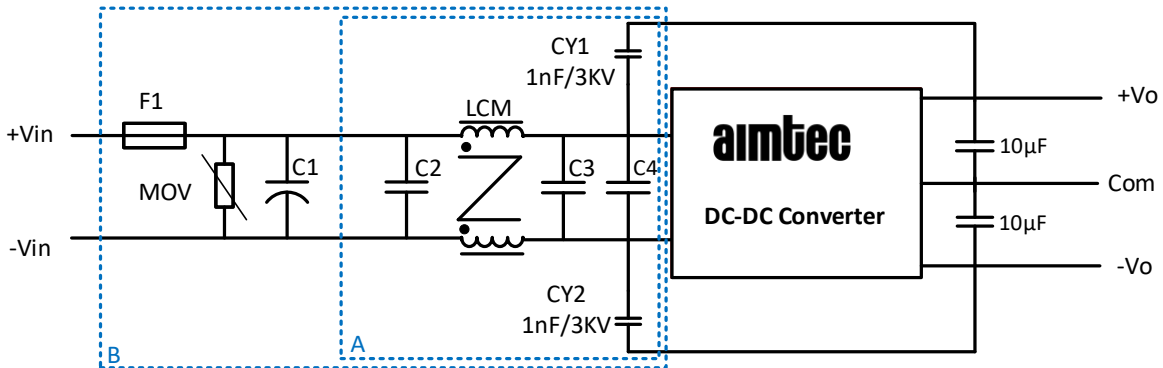 CY1
1nF/3KV
F1
LCM
+Vin
+Vo
aimtec
10µF
MOV
C1
C2
C3
C4
Com
DC-DC Converter
10µF
-Vin
-Vo
CY2
1nF/3KV
B
A